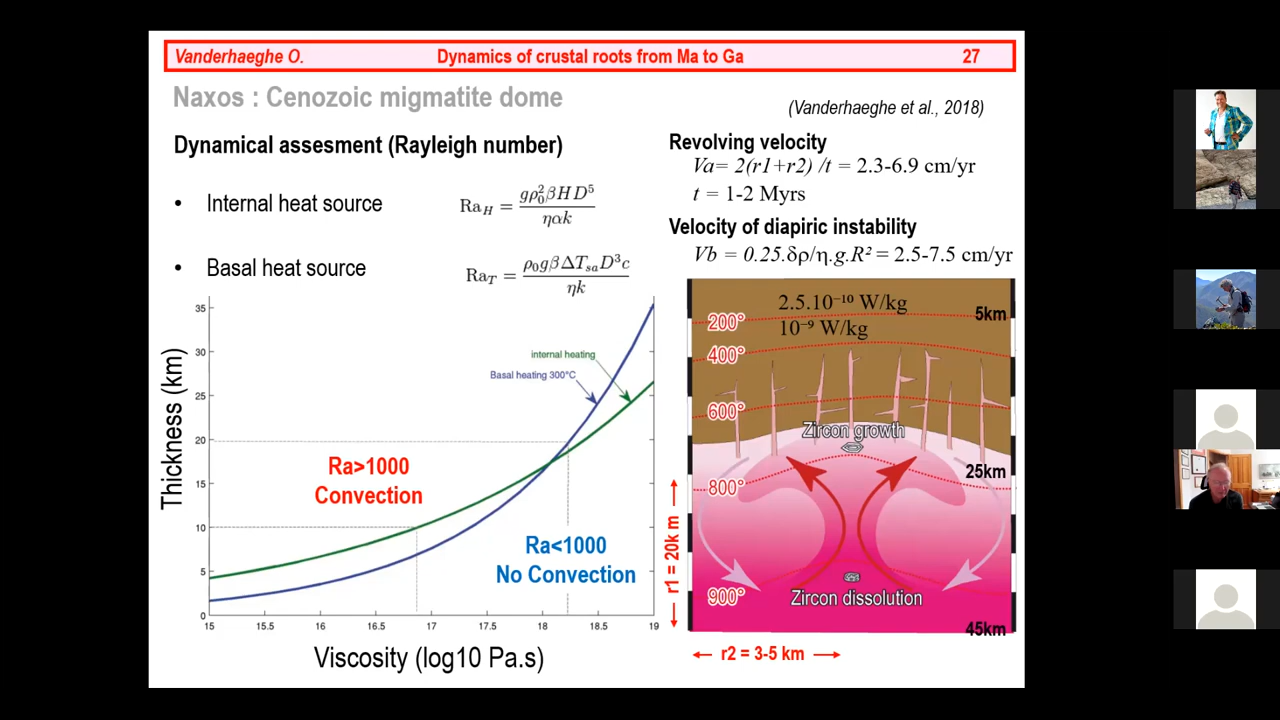 Vanderhaeghe O. Dynamics of crustal roots from Ma to Ga 27
Naxos : Cenozoic migmatite dome
(Vanderhaeghe et al., 2018)
Dynamical assesment (Rayleigh number)
• Internal heat source
Ra_H = gρ₀²βHD⁵ / ηαk
• Basal heat source
Ra_T = ρ₀gβΔT_saD³c / ηk
Revolving velocity
Va= 2(r1+r2) /t = 2.3-6.9 cm/yr
t = 1-2 Myrs
Velocity of diapiric instability
Vb = 0.25.δρ/η.g.R² = 2.5-7.5 cm/yr
Thickness (km)
35
30
25
20
15
10
5
0
internal heating
Basal heating 300°C
Ra>1000
Convection
Ra<1000
No Convection
15 15.5 16 16.5 17 17.5 18 18.5 19
Viscosity (log10 Pa.s)
2.5.10⁻¹⁰ W/kg
5km
200°
10⁻⁹ W/kg
400°
600°
Zircon growth
25km
800°
r1 = 20k m
900°
Zircon dissolution
45km
r2 = 3-5 km